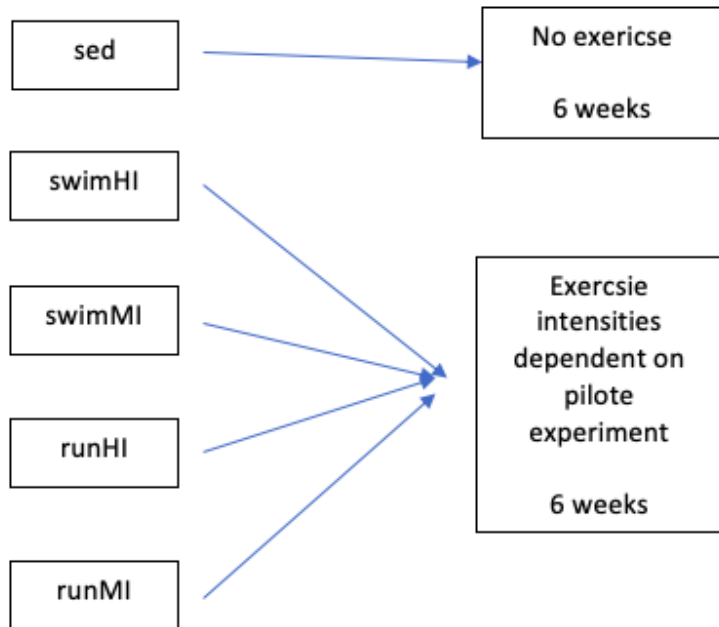 sed
No exericse
6 weeks
swimHI
swimMI
Exercsie
intensities
dependent on
pilote
experiment
6 weeks
runHI
runMI